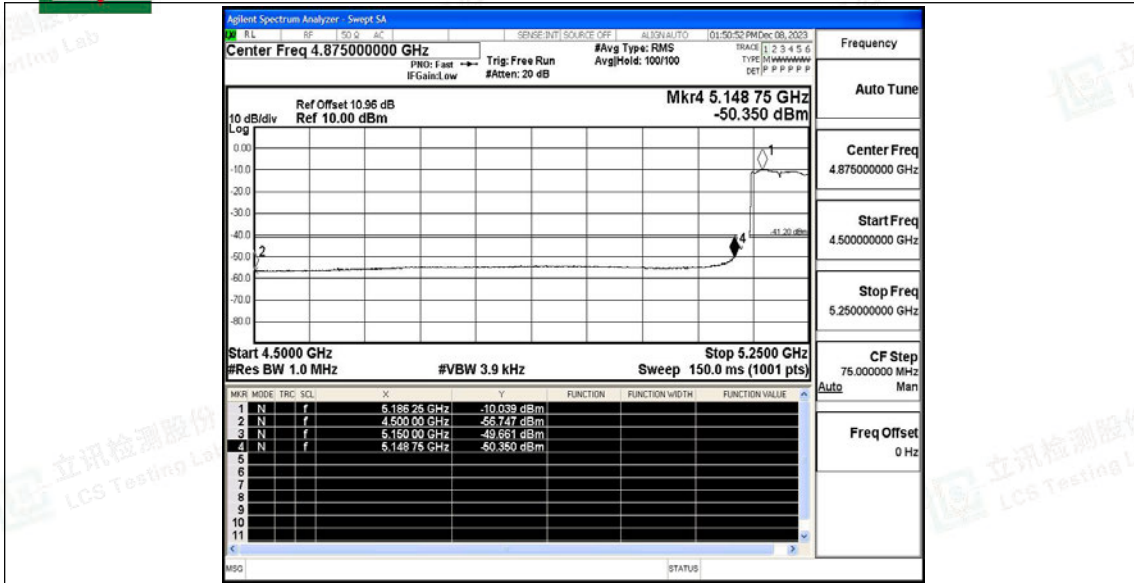 Agilent Spectrum Analyzer - Swept SA
RL RF 50 Ω AC SENSE:INT SOURCE OFF ALIGNAUTO 01:50:52 PM Dec 08, 2023
Center Freq 4.875000000 GHz
PNO: Fast
IFGain:Low
Trig: Free Run
#Atten: 20 dB
#Avg Type: RMS
Avg|Hold: 100/100
TRACE 1 2 3 4 5 6
TYPE M WWWWW
DET P P P P P P
Frequency
Auto Tune
Center Freq
4.875000000 GHz
Start Freq
4.500000000 GHz
Stop Freq
5.250000000 GHz
CF Step
75.000000 MHz
Auto Man
Freq Offset
0 Hz
Mkr4 5.148 75 GHz
-50.350 dBm
Ref Offset 10.96 dB
10 dB/div Ref 10.00 dBm
Log
0.00
-10.0
-20.0
-30.0
-40.0
-50.0
-60.0
-70.0
-80.0
1
2
4
-41.20 dBm
Start 4.5000 GHz Stop 5.2500 GHz
#Res BW 1.0 MHz #VBW 3.9 kHz Sweep 150.0 ms (1001 pts)
MKR MODE TRC SCL X Y FUNCTION FUNCTION WIDTH FUNCTION VALUE
1 N f 5.186 25 GHz -10.039 dBm
2 N f 4.500 00 GHz -56.747 dBm
3 N f 5.150 00 GHz -49.661 dBm
4 N f 5.148 75 GHz -50.350 dBm
5
6
7
8
9
10
11
MSG STATUS
立讯检测股份
LCS Testing Lab
立讯检测股份
LCS Testing L